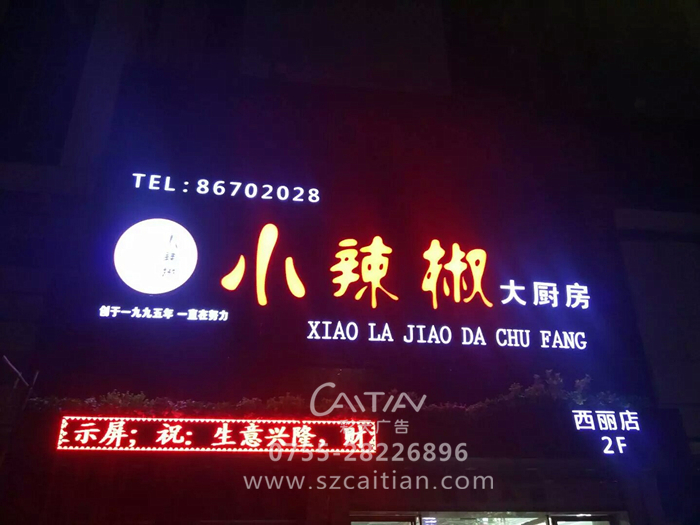 TEL:86702028
小辣椒 大厨房
创于一九九五年 一直在努力
XIAO LA JIAO DA CHU FANG
CAITIAN
广告
西丽店
2F
示屏；祝：生意兴隆，财
0755-28226896
www.szcaitian.com